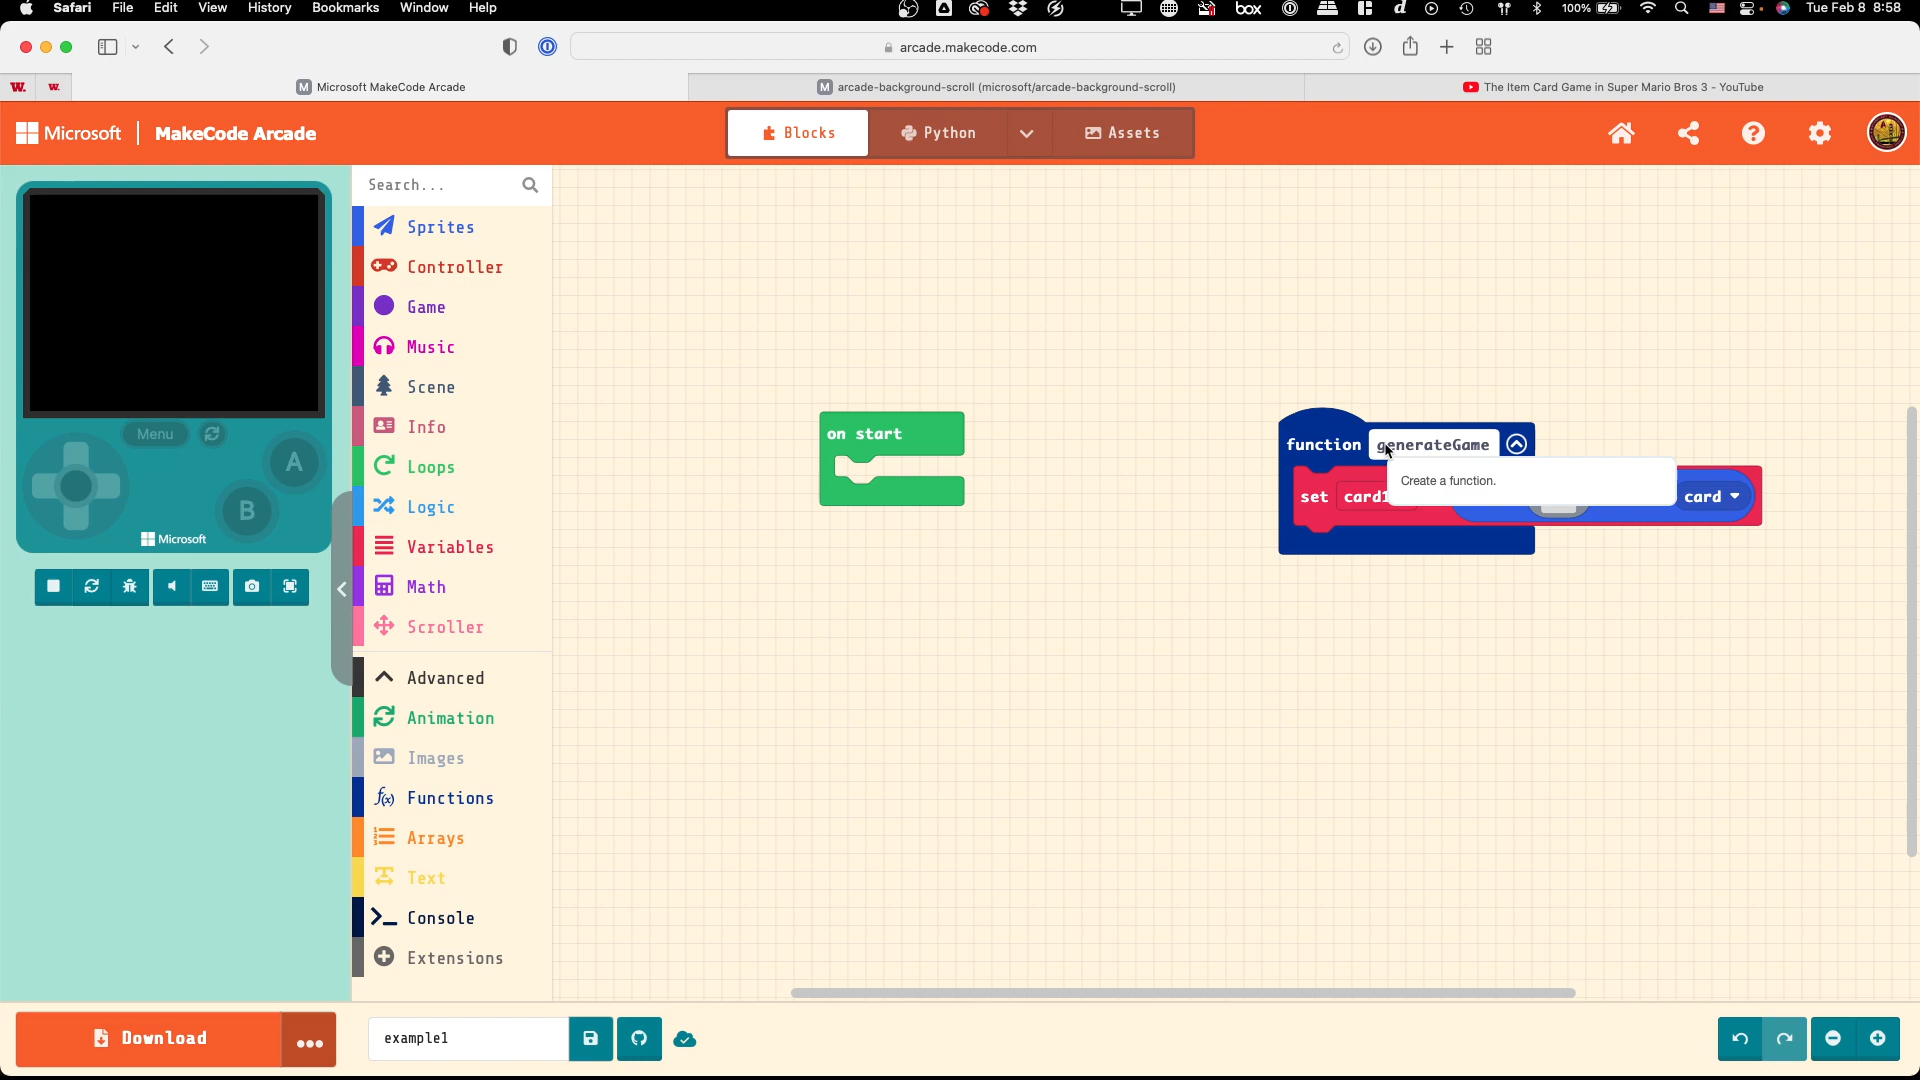 Safari File Edit View History Bookmarks Window Help
box
100%
Tue Feb 8 8:58
arcade.makecode.com
W. W.
M Microsoft MakeCode Arcade
M arcade-background-scroll (microsoft/arcade-background-scroll)
The Item Card Game in Super Mario Bros 3 - YouTube
Microsoft MakeCode Arcade
Blocks
Python
Assets
Search...
Menu
A
B
Microsoft
Sprites
Controller
Game
Music
Scene
Info
Loops
Logic
Variables
Math
Scroller
Advanced
Animation
Images
Functions
Arrays
Text
Console
Extensions
on start
function generateGame
Create a function.
set card1 card
Download
example1